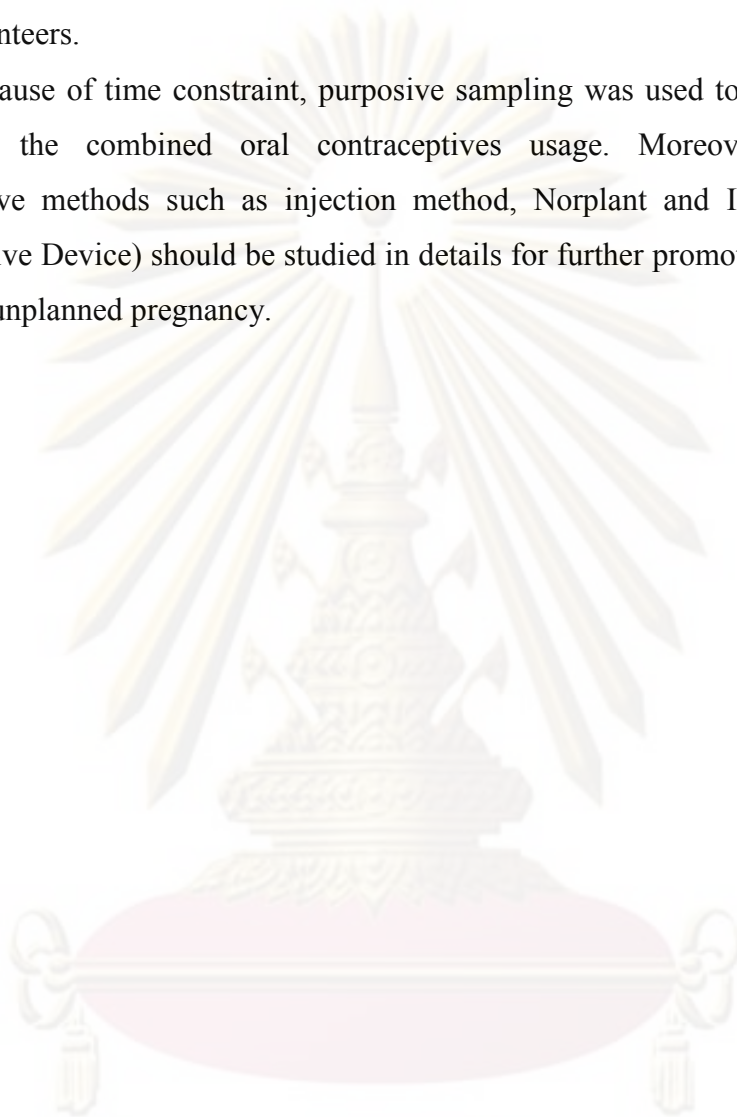 nteers.
ause of time constraint, purposive sampling was used to
the combined oral contraceptives usage. Moreov
ve methods such as injection method, Norplant and I
ive Device) should be studied in details for further promo
unplanned pregnancy.